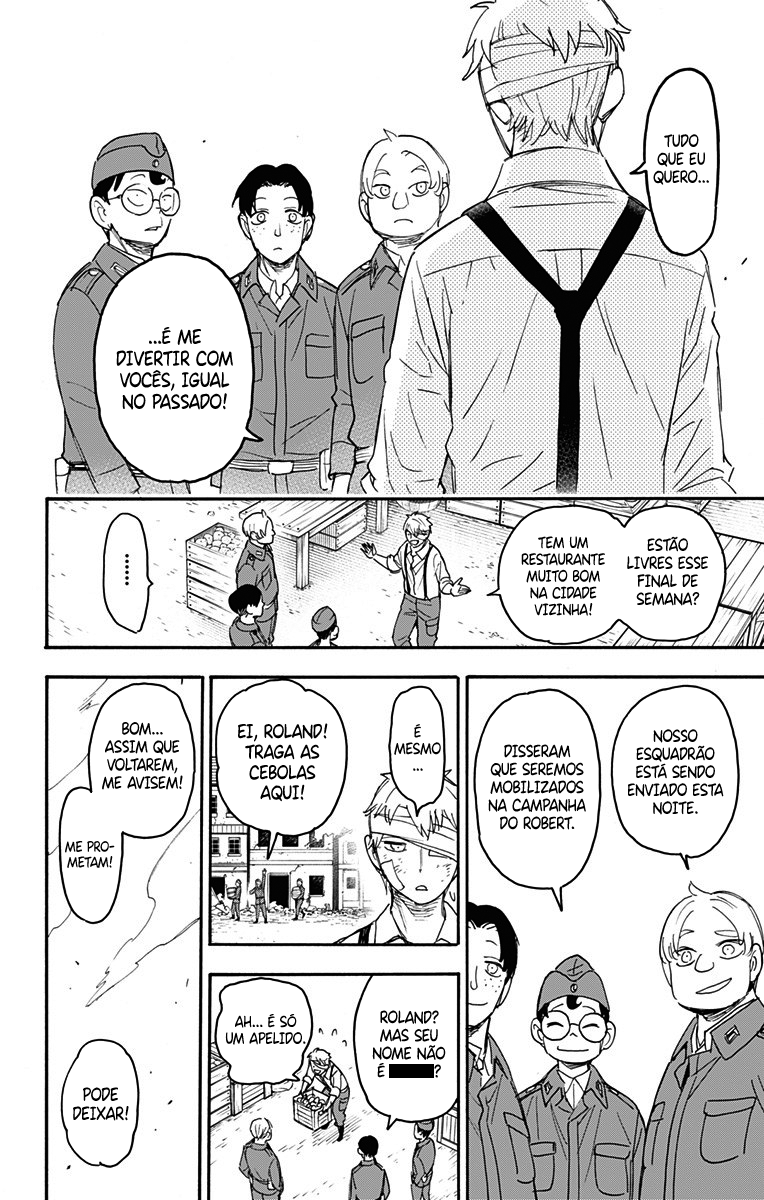 TUDO
QUE EU
QUERO...
...É ME
DIVERTIR COM
VOCÊS, IGUAL
NO PASSADO!
ESTÃO
LIVRES ESSE
FINAL DE
SEMANA?
TEM UM
RESTAURANTE
MUITO BOM
NA CIDADE
VIZINHA!
......
NOSSO
ESQUADRÃO
ESTÁ SENDO
ENVIADO ESTA
NOITE.
DISSERAM
QUE SEREMOS
MOBILIZADOS
NA CAMPANHA
DO ROBERT.
É
MESMO
...
EI, ROLAND!
TRAGA AS
CEBOLAS
AQUI!
ROLAND?
MAS SEU
NOME NÃO
É ?
AH... É SÓ
UM APELIDO.
BOM...
ASSIM QUE
VOLTAREM,
ME AVISEM!
ME PRO-
METAM!
PODE
DEIXAR!